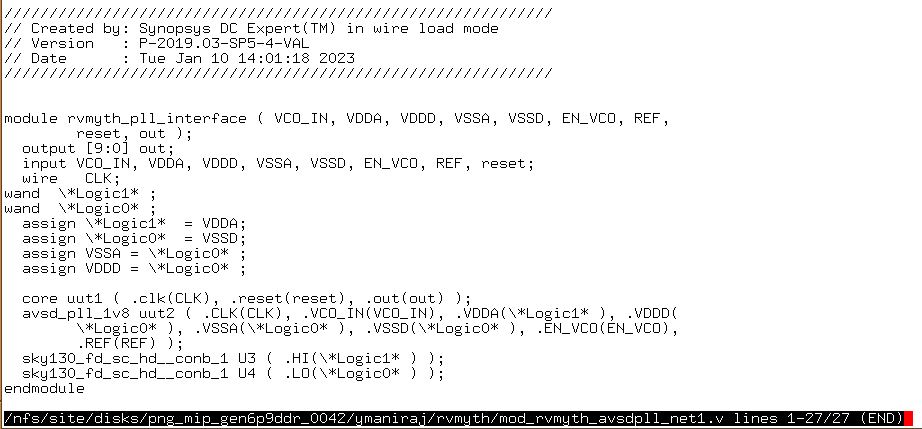 /////////////////////////////////////////////////////////////
// Created by: Synopsys DC Expert(TM) in wire load mode
// Version   : P-2019.03-SP5-4-VAL
// Date      : Tue Jan 10 14:01:18 2023
/////////////////////////////////////////////////////////////
module rvmyth_pll_interface ( VCO_IN, VDDA, VDDD, VSSA, VSSD, EN_VCO, REF,
        reset, out );
  output [9:0] out;
  input VCO_IN, VDDA, VDDD, VSSA, VSSD, EN_VCO, REF, reset;
  wire   CLK;
wand  \*Logic1* ;
wand  \*Logic0* ;
  assign \*Logic1*  = VDDA;
  assign \*Logic0*  = VSSD;
  assign VSSA = \*Logic0* ;
  assign VDDD = \*Logic0* ;
  core uut1 ( .clk(CLK), .reset(reset), .out(out) );
  avsd_pll_1v8 uut2 ( .CLK(CLK), .VCO_IN(VCO_IN), .VDDA(\*Logic1* ), .VDDD(
        \*Logic0* ), .VSSA(\*Logic0* ), .VSSD(\*Logic0* ), .EN_VCO(EN_VCO),
        .REF(REF) );
  sky130_fd_sc_hd__conb_1 U3 ( .HI(\*Logic1* ) );
  sky130_fd_sc_hd__conb_1 U4 ( .LO(\*Logic0* ) );
endmodule
/nfs/site/disks/png_mip_gen6p9ddr_0042/ymaniraj/rvmyth/mod_rvmyth_avsdpll_net1.v lines 1-27/27 (END)